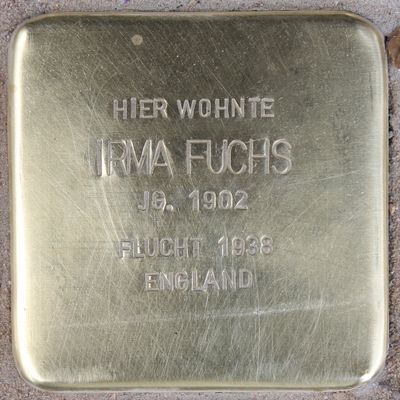 HIER WOHNTE
IRMA FUCHS
JG. 1902
FLUCHT 1938
ENGLAND